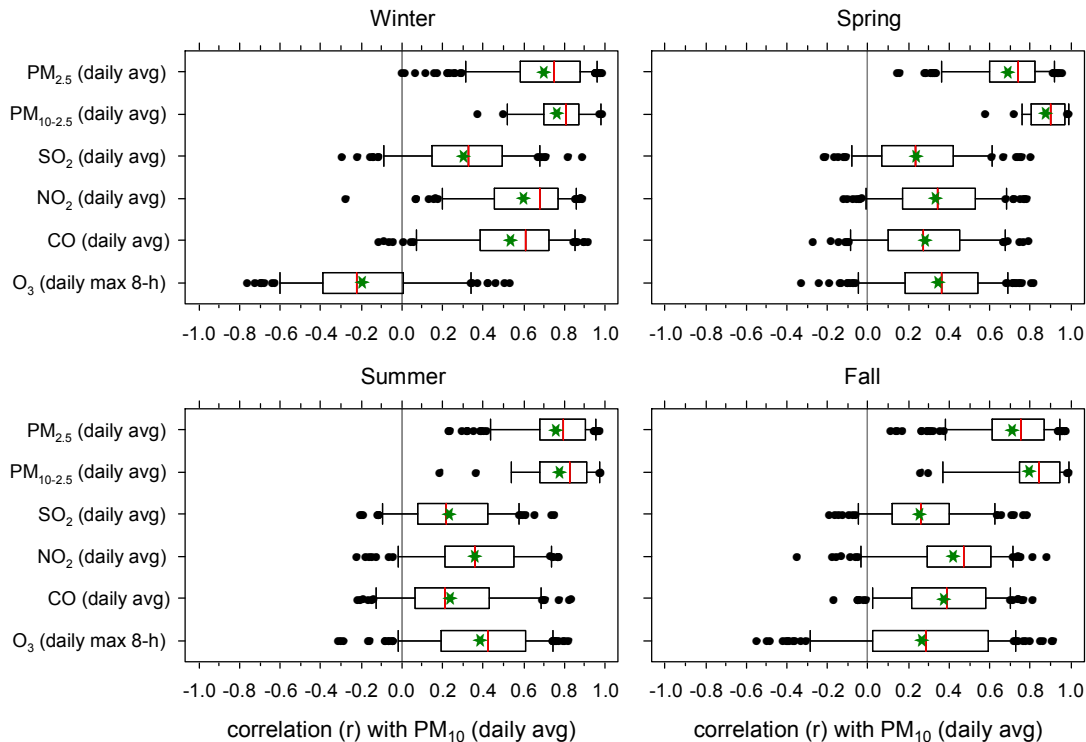 Winter
Spring
PM2.5 (daily avg)
PM10-2.5 (daily avg)
SO2 (daily avg)
NO2 (daily avg)
CO (daily avg)
O3 (daily max 8-h)
-1.0 -0.8 -0.6 -0.4 -0.2 0.0 0.2 0.4 0.6 0.8 1.0
-1.0 -0.8 -0.6 -0.4 -0.2 0.0 0.2 0.4 0.6 0.8 1.0
Summer
Fall
PM2.5 (daily avg)
PM10-2.5 (daily avg)
SO2 (daily avg)
NO2 (daily avg)
CO (daily avg)
O3 (daily max 8-h)
-1.0 -0.8 -0.6 -0.4 -0.2 0.0 0.2 0.4 0.6 0.8 1.0
-1.0 -0.8 -0.6 -0.4 -0.2 0.0 0.2 0.4 0.6 0.8 1.0
correlation (r) with PM10 (daily avg)
correlation (r) with PM10 (daily avg)